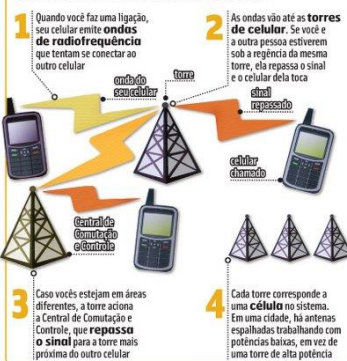 1
Quando você faz uma ligação,
seu celular emite ondas
de radiofrequência
que tentam se conectar ao
outro celular
2
As ondas vão até as torres
de celular. Se você e
a outra pessoa estiverem
sob a regência da mesma
torre, ela repassa o sinal
e o celular dela toca
onda do
seu celular
torre
sinal
repassado
celular
chamado
Central de
Comutação
e Controle
3
Caso vocês estejam em áreas
diferentes, a torre aciona
a Central de Comutação e
Controle, que repassa
o sinal para a torre mais
próxima do outro celular
4
Cada torre corresponde a
uma célula no sistema.
Em uma cidade, há antenas
espalhadas trabalhando com
potências baixas, em vez de
uma torre de alta potência